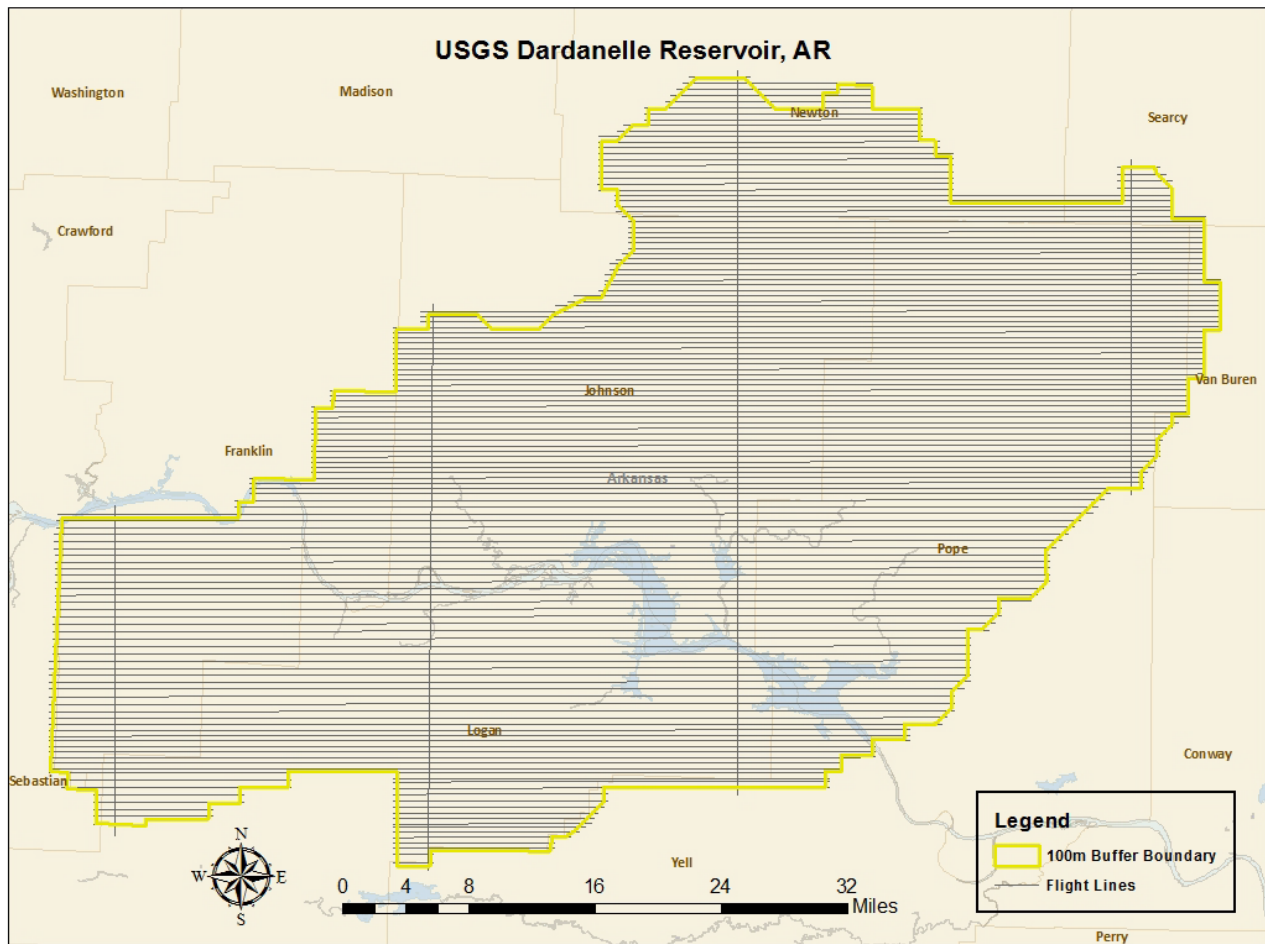 USGS Dardanelle Reservoir, AR
Washington
Madison
Newton
Searcy
Crawford
Johnson
Van Buren
Franklin
Arkansas
Pope
Logan
Sebastian
Conway
Yell
Perry
N
W E
S
0 4 8 16 24 32
Miles
Legend
100m Buffer Boundary
Flight Lines